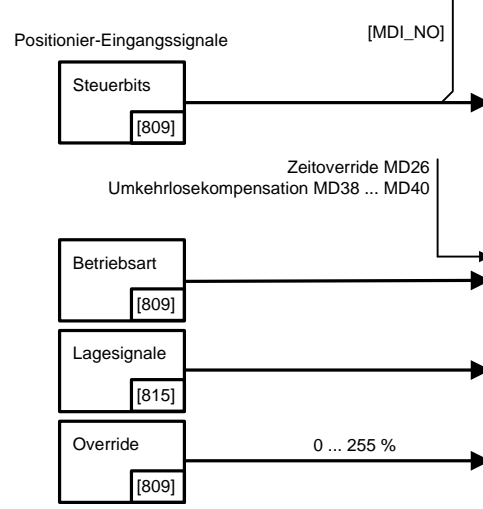 [MDI_NO]
Positionier-Eingangssignale
Steuerbits
[809]
Zeitoverride MD26
Umkehrlosekompensation MD38 ... MD40
Betriebsart
[809]
Lagesignale
[815]
Override
0 ... 255 %
[809]